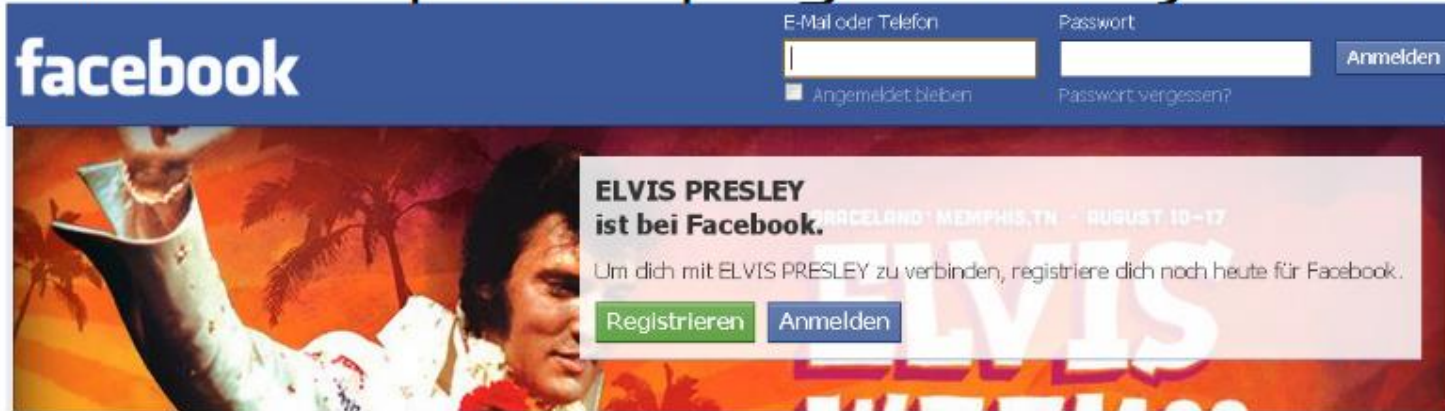 facebook
E-Mail oder Telefon
Passwort
Anmelden
Angemeldet bleiben
Passwort vergessen?
ELVIS PRESLEY
ist bei Facebook.
GRACELAND · MEMPHIS, TN · AUGUST 10-17
Um dich mit ELVIS PRESLEY zu verbinden, registriere dich noch heute für Facebook.
Registrieren
Anmelden
ELVIS